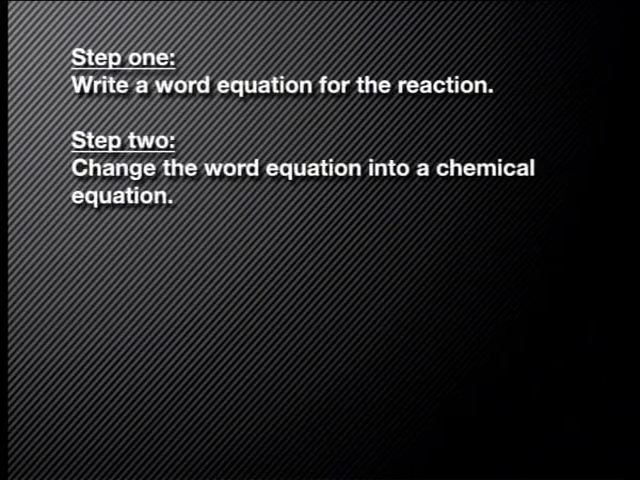 Step one:
Write a word equation for the reaction.
Step two:
Change the word equation into a chemical
equation.